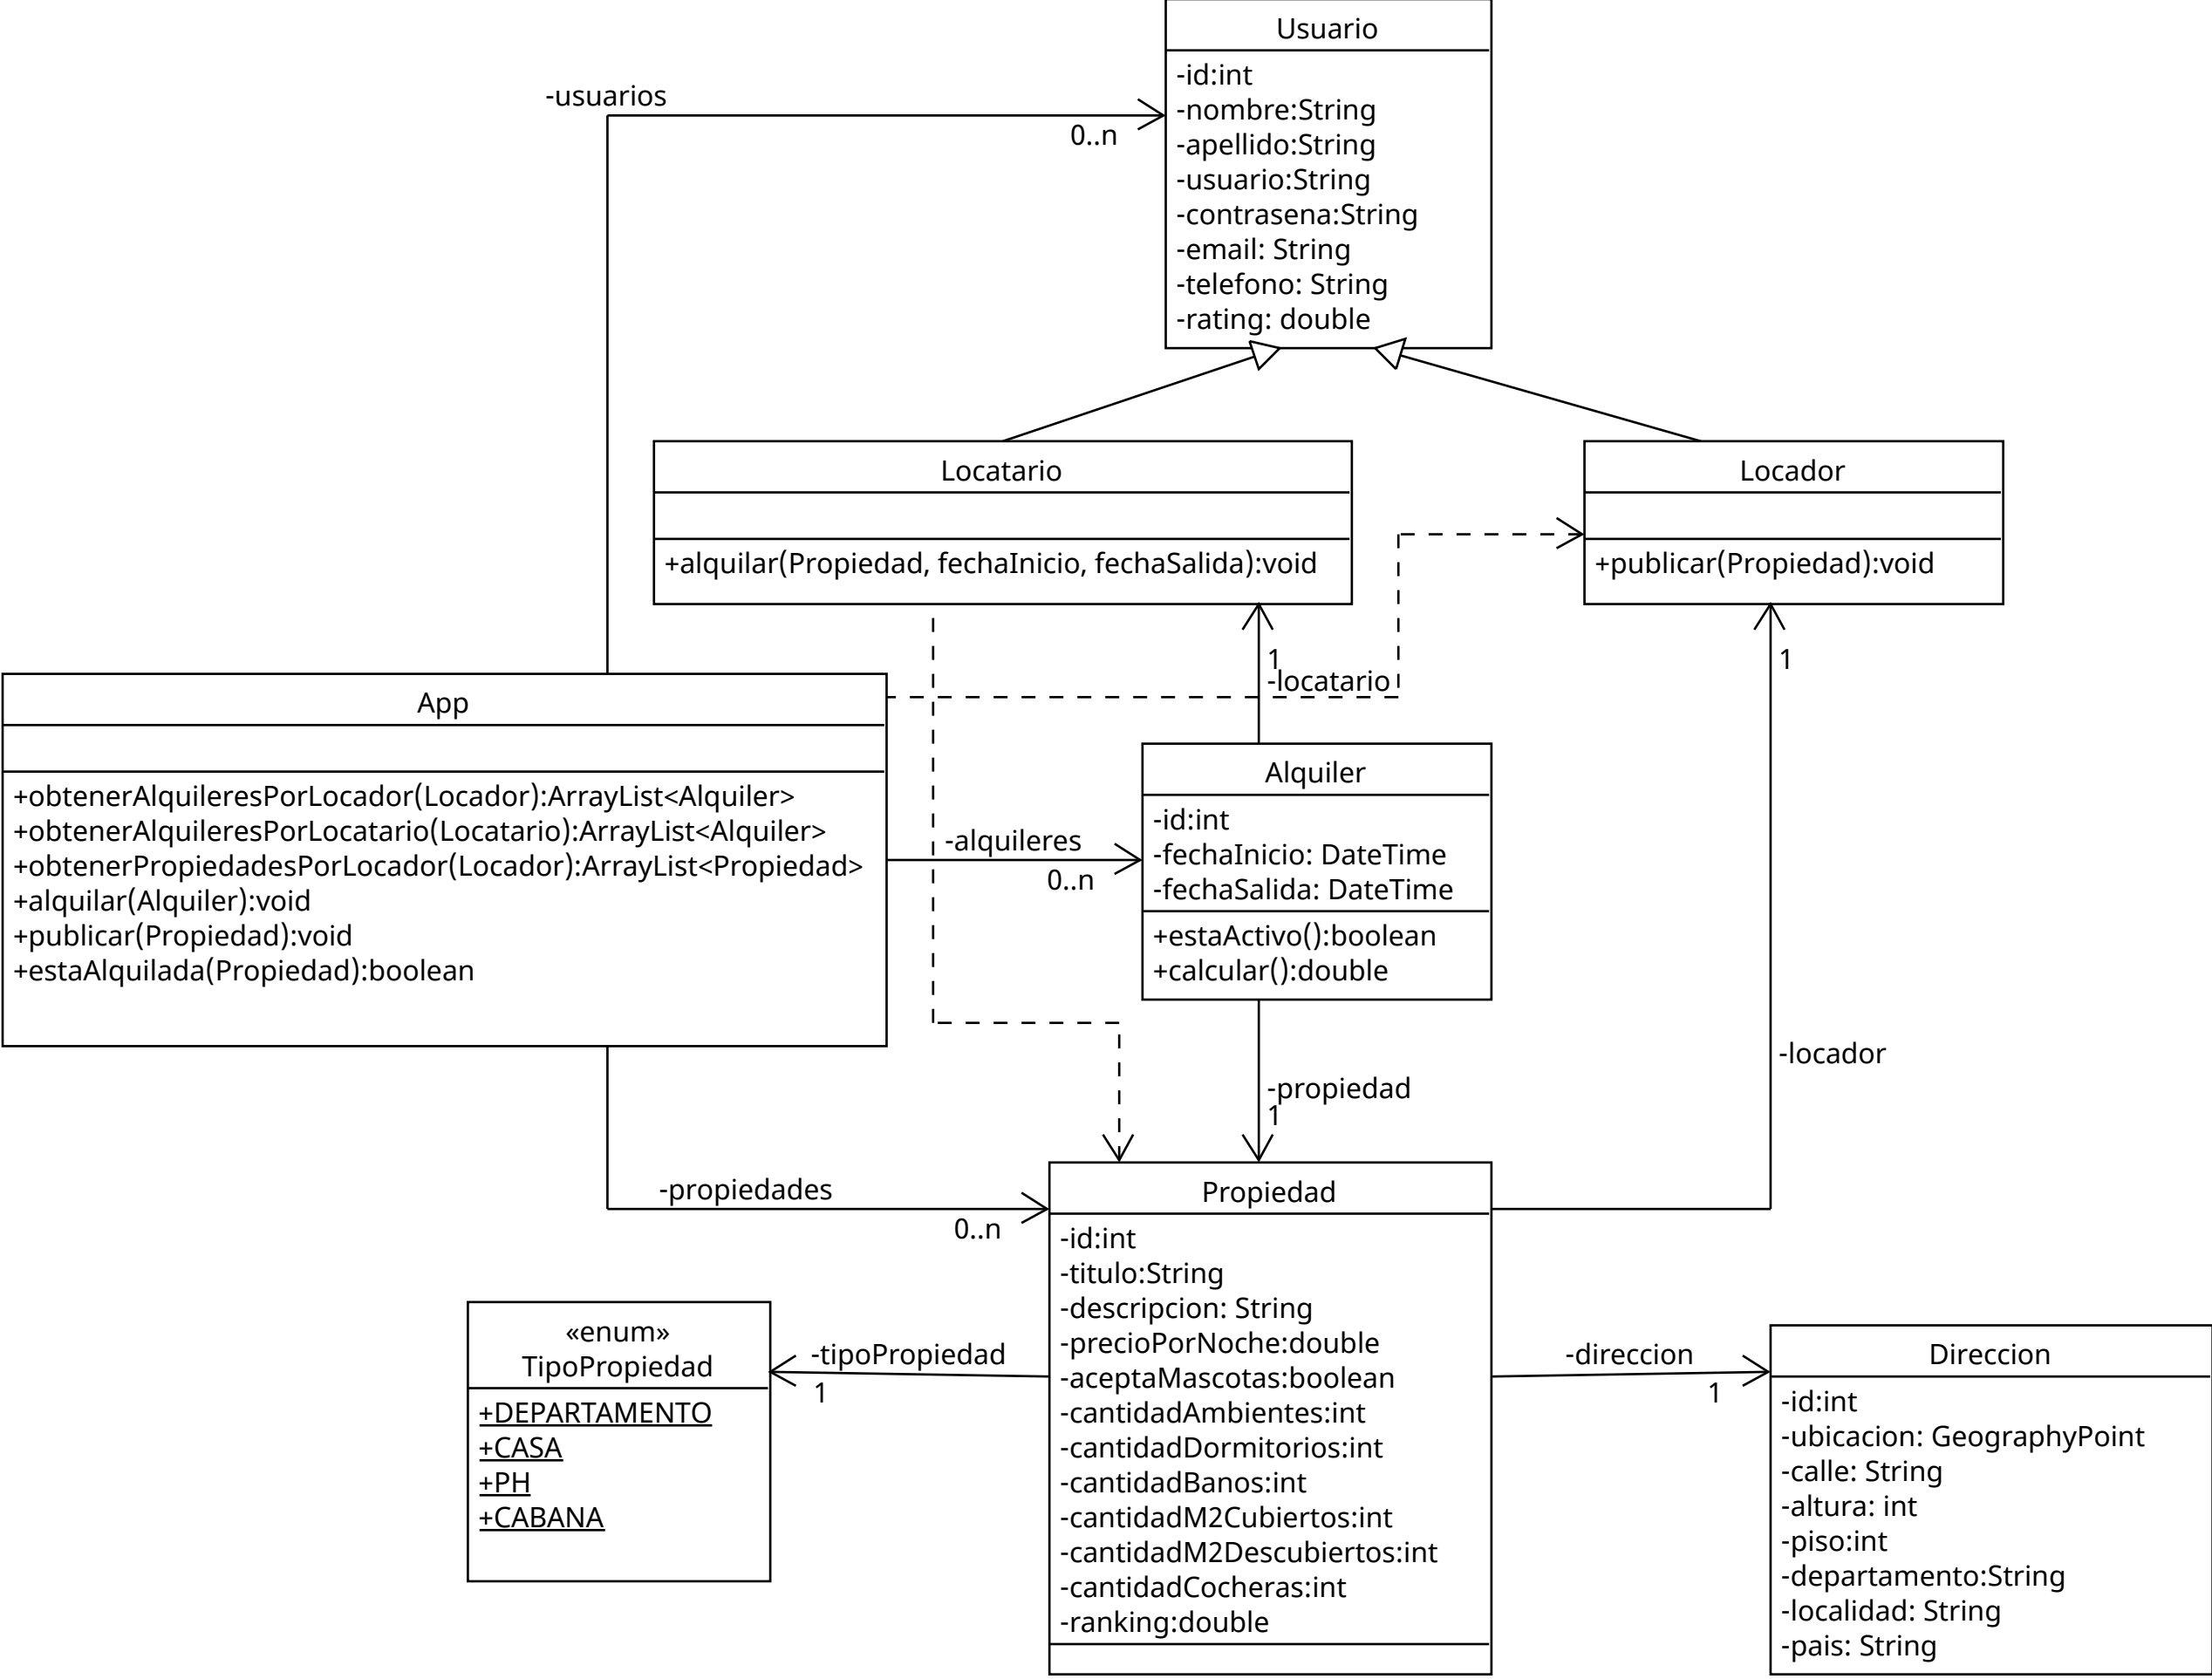 Usuario
-id:int
-nombre:String
-apellido:String
-usuario:String
-contrasena:String
-email: String
-telefono: String
-rating: double
-usuarios
0..n
Locatario
+alquilar(Propiedad, fechaInicio, fechaSalida):void
Locador
+publicar(Propiedad):void
1
-locatario
1
-locador
App
+obtenerAlquileresPorLocador(Locador):ArrayList<Alquiler>
+obtenerAlquileresPorLocatario(Locatario):ArrayList<Alquiler>
+obtenerPropiedadesPorLocador(Locador):ArrayList<Propiedad>
+alquilar(Alquiler):void
+publicar(Propiedad):void
+estaAlquilada(Propiedad):boolean
-alquileres
0..n
Alquiler
-id:int
-fechaInicio: DateTime
-fechaSalida: DateTime
+estaActivo():boolean
+calcular():double
-propiedad
1
-propiedades
0..n
Propiedad
-id:int
-titulo:String
-descripcion: String
-precioPorNoche:double
-aceptaMascotas:boolean
-cantidadAmbientes:int
-cantidadDormitorios:int
-cantidadBanos:int
-cantidadM2Cubiertos:int
-cantidadM2Descubiertos:int
-cantidadCocheras:int
-ranking:double
«enum»
TipoPropiedad
+DEPARTAMENTO
+CASA
+PH
+CABANA
-tipoPropiedad
1
-direccion
1
Direccion
-id:int
-ubicacion: GeographyPoint
-calle: String
-altura: int
-piso:int
-departamento:String
-localidad: String
-pais: String